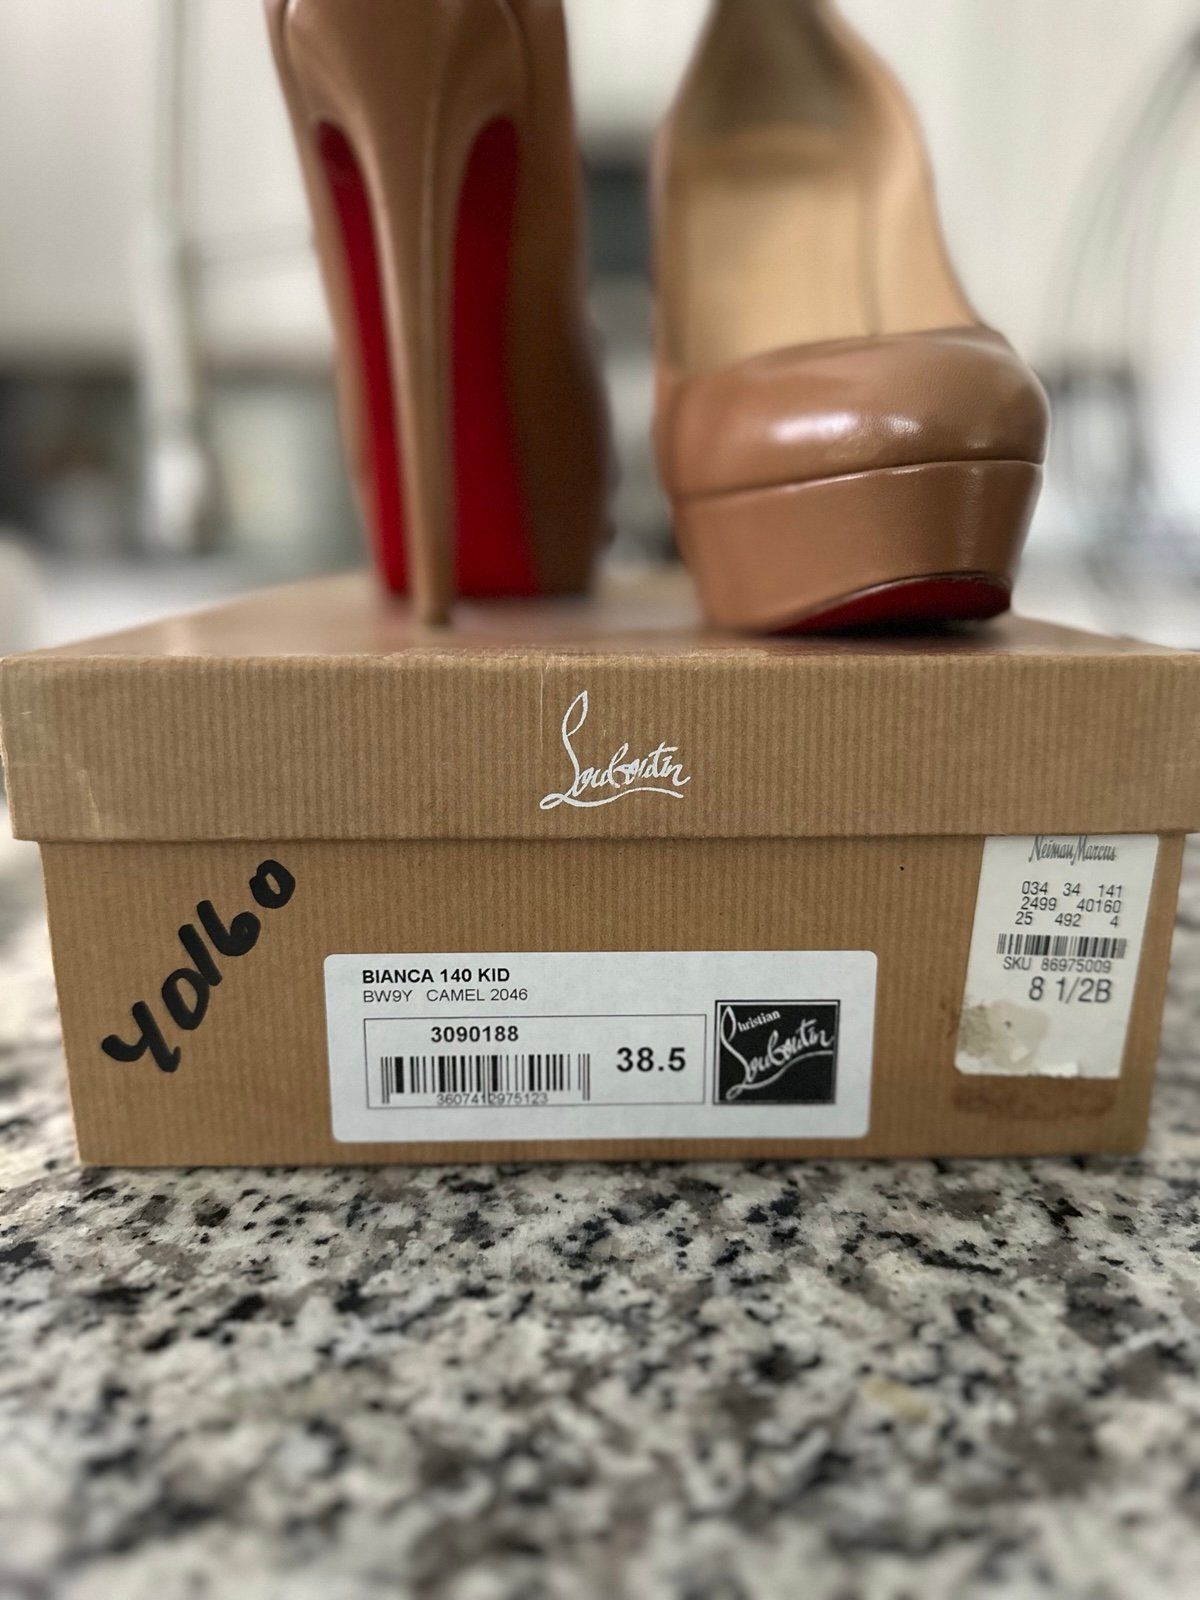 Louboutin
40160
Neiman Marcus
034 34 141
2499 40160
25 492 4
SKU 86975009
8 1/2B
BIANCA 140 KID
BW9Y CAMEL 2046
3090188
3607412975123
38.5
Christian
Louboutin